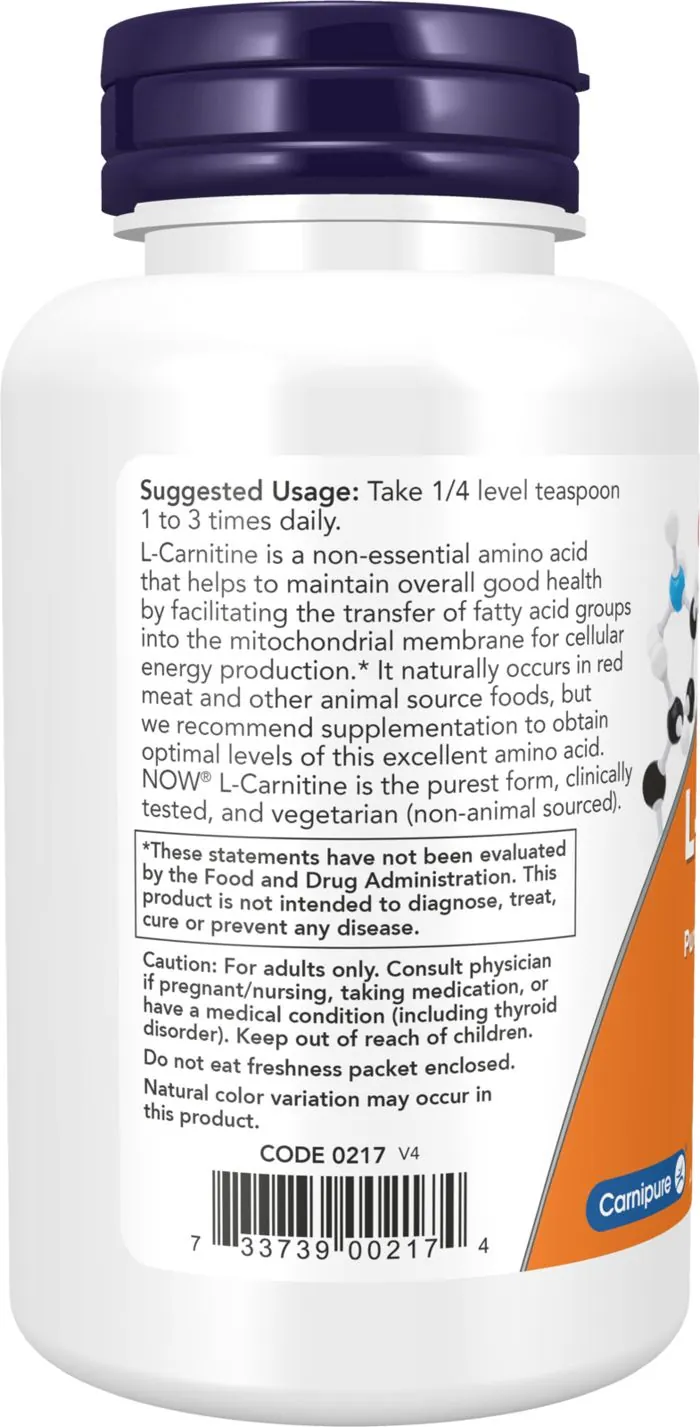 Suggested Usage: Take 1/4 level teaspoon
1 to 3 times daily.
L-Carnitine is a non-essential amino acid
that helps to maintain overall good health
by facilitating the transfer of fatty acid groups
into the mitochondrial membrane for cellular
energy production.* It naturally occurs in red
meat and other animal source foods, but
we recommend supplementation to obtain
optimal levels of this excellent amino acid.
NOW® L-Carnitine is the purest form, clinically
tested, and vegetarian (non-animal sourced).
*These statements have not been evaluated
by the Food and Drug Administration. This
product is not intended to diagnose, treat,
cure or prevent any disease.
Caution: For adults only. Consult physician
if pregnant/nursing, taking medication, or
have a medical condition (including thyroid
disorder). Keep out of reach of children.
Do not eat freshness packet enclosed.
Natural color variation may occur in
this product.
CODE 0217 V4
7 33739 00217 4
Carnipure